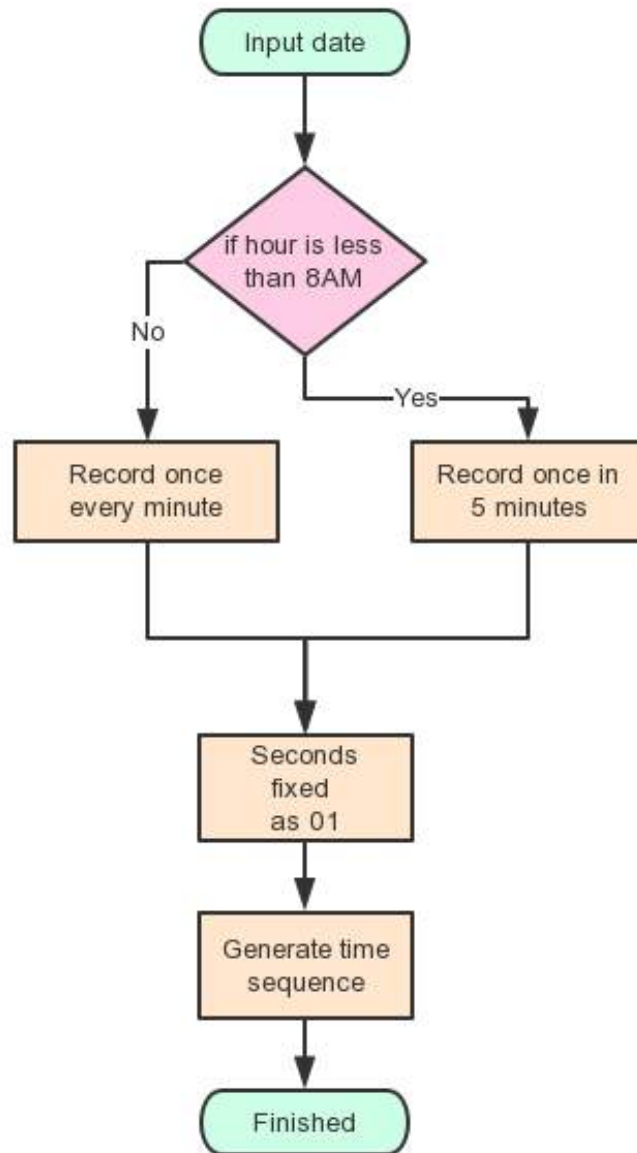 Input date
if hour is less
than 8AM
No
Yes
Record once
every minute
Record once in
5 minutes
Seconds
fixed
as 01
Generate time
sequence
Finished